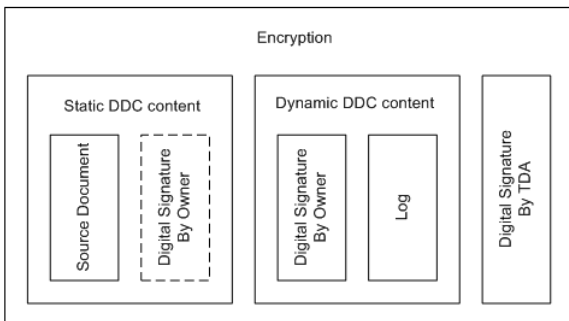 Encryption
Static DDC content
Source Document
Digital Signature
By Owner
Dynamic DDC content
Digital Signature
By Owner
Log
Digital Signature
By TDA